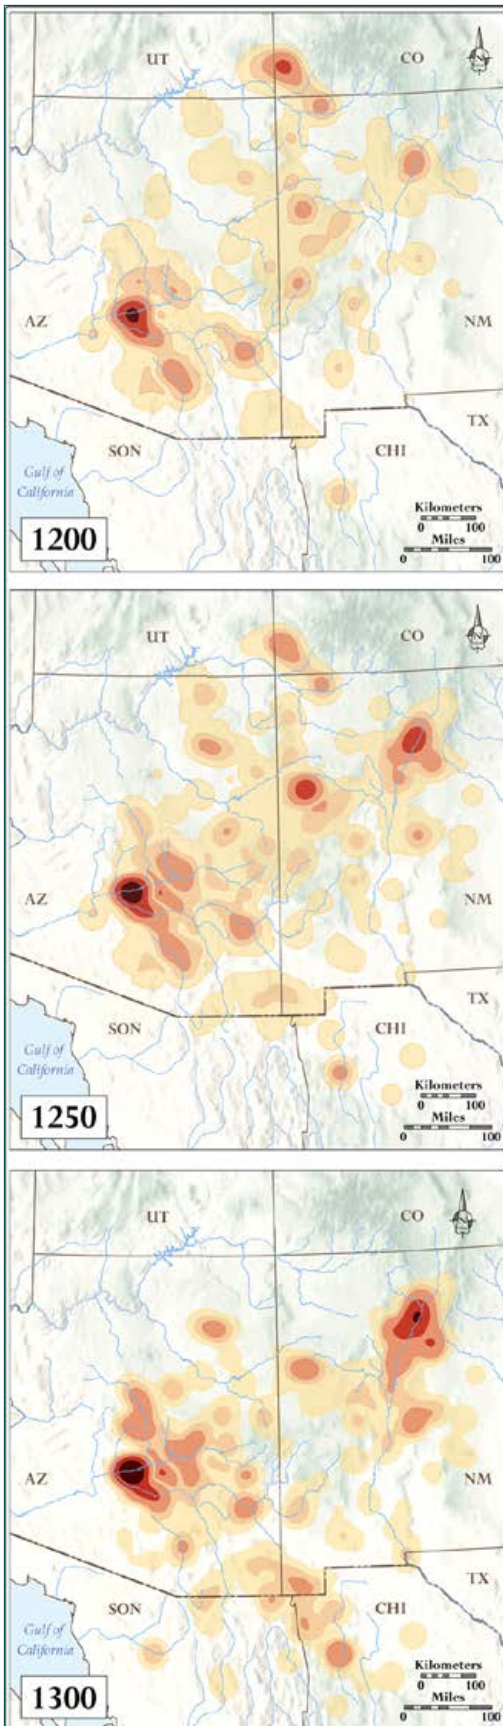 UT
CO
N
AZ
NM
TX
SON
CHI
Gulf of
California
Kilometers
0 100
Miles
0 100
1200
UT
CO
N
AZ
NM
TX
SON
CHI
Gulf of
California
Kilometers
0 100
Miles
0 100
1250
UT
CO
N
AZ
NM
TX
SON
CHI
Gulf of
California
Kilometers
0 100
Miles
0 100
1300